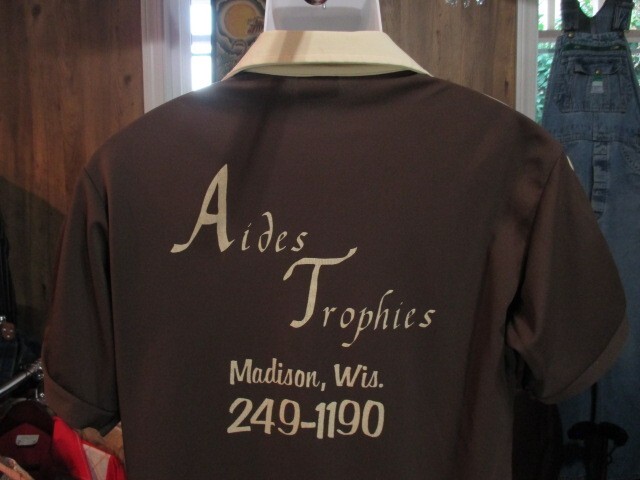 Aides
Trophies
Madison, Wis.
249-1190